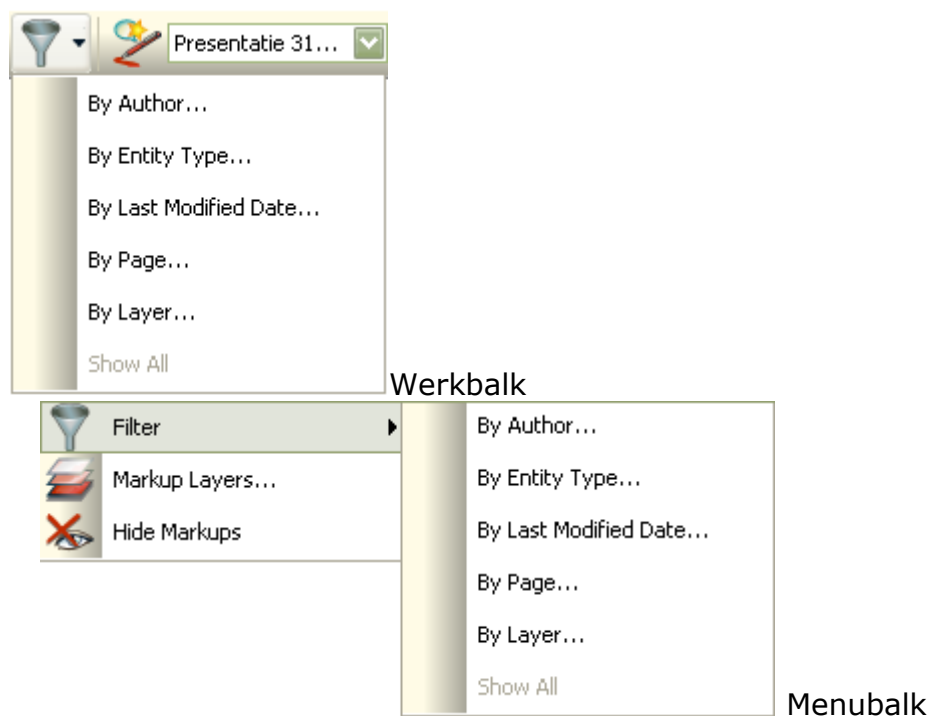 Presentatie 31...
By Author...
By Entity Type...
By Last Modified Date...
By Page...
By Layer...
Show All
Werkbalk
Filter
Markup Layers...
Hide Markups
By Author...
By Entity Type...
By Last Modified Date...
By Page...
By Layer...
Show All
Menubalk